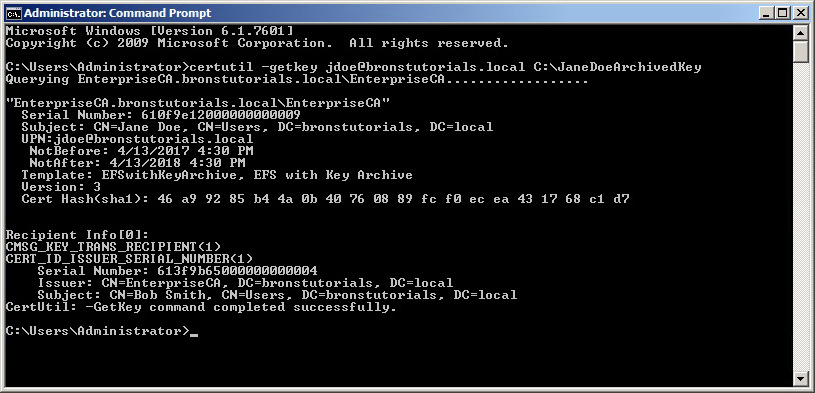 Administrator: Command Prompt
Microsoft Windows [Version 6.1.7601]
Copyright (c) 2009 Microsoft Corporation.  All rights reserved.
C:\Users\Administrator>certutil -getkey jdoe@bronstutorials.local C:\JaneDoeArchivedKey
Querying EnterpriseCA.bronstutorials.local\EnterpriseCA..................
"EnterpriseCA.bronstutorials.local\EnterpriseCA"
  Serial Number: 610f9e12000000000009
  Subject: CN=Jane Doe, CN=Users, DC=bronstutorials, DC=local
  UPN:jdoe@bronstutorials.local
   NotBefore: 4/13/2017 4:30 PM
   NotAfter: 4/13/2018 4:30 PM
  Template: EFSwithKeyArchive, EFS with Key Archive
  Version: 3
  Cert Hash(sha1): 46 a9 92 85 b4 4a 0b 40 76 08 89 fc f0 ec ea 43 17 68 c1 d7
Recipient Info[0]:
CMSG_KEY_TRANS_RECIPIENT(1)
CERT_ID_ISSUER_SERIAL_NUMBER(1)
    Serial Number: 613f9b65000000000004
    Issuer: CN=EnterpriseCA, DC=bronstutorials, DC=local
    Subject: CN=Bob Smith, CN=Users, DC=bronstutorials, DC=local
CertUtil: -GetKey command completed successfully.
C:\Users\Administrator>_